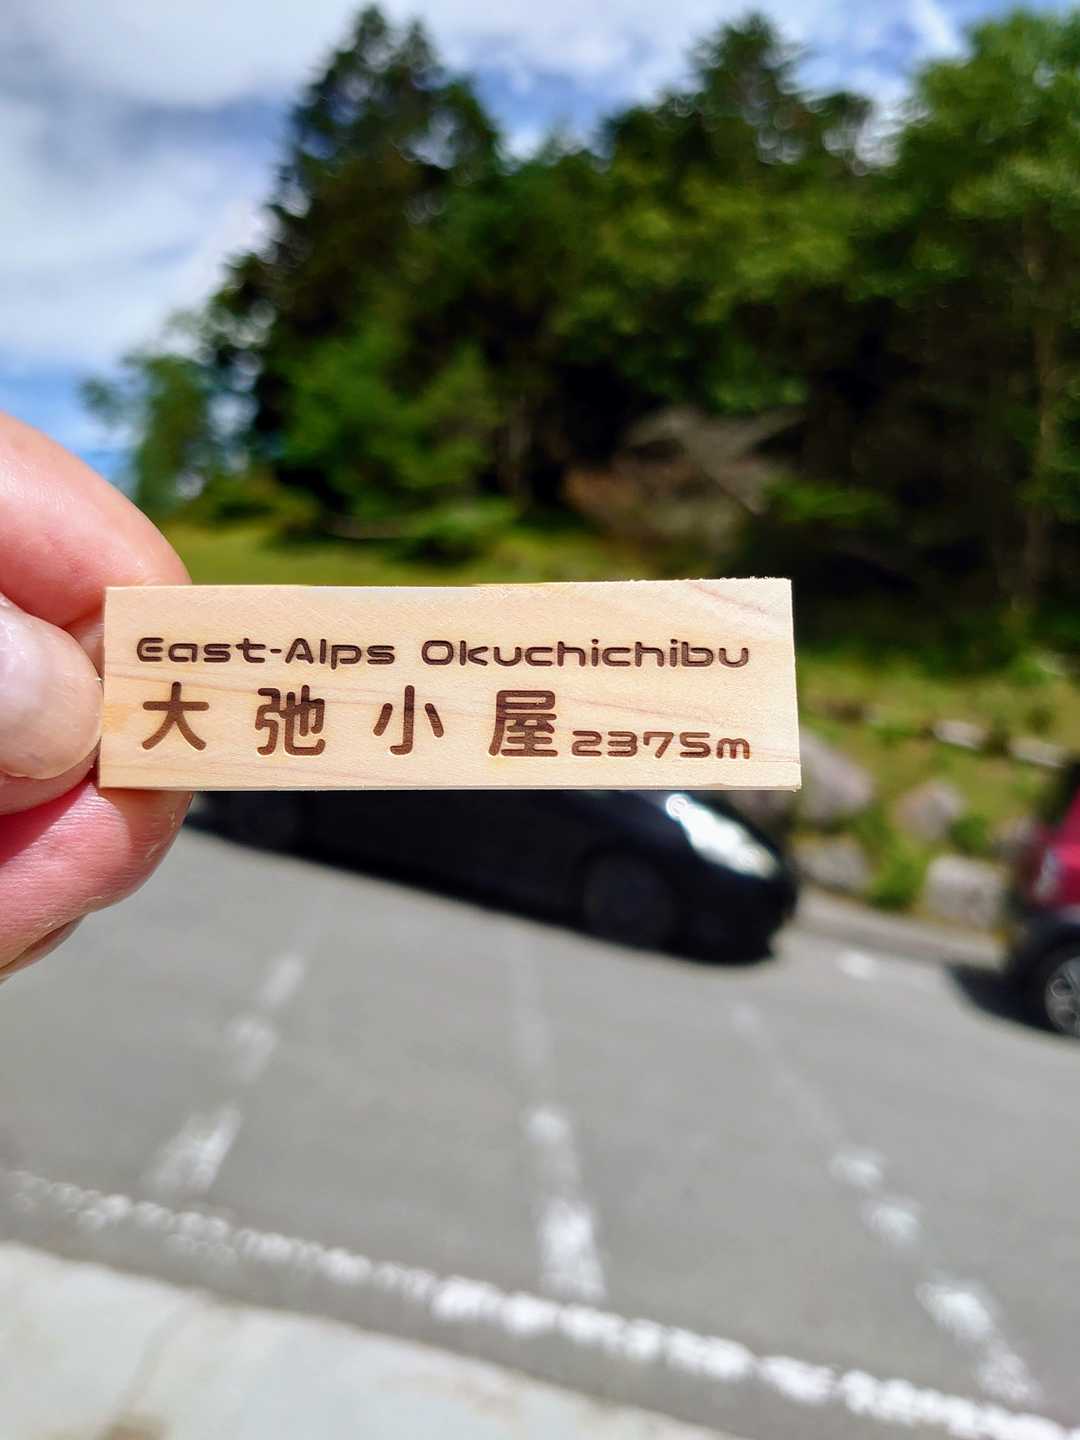 East-Alps Okuchichibu
大弛小屋2375m